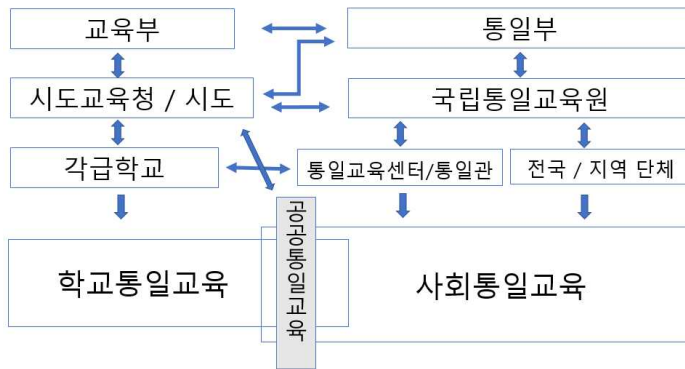 교육부
통일부
시도교육청 / 시도
국립통일교육원
각급학교
통일교육센터/통일관
전국 / 지역 단체
공공통일교육
학교통일교육
사회통일교육